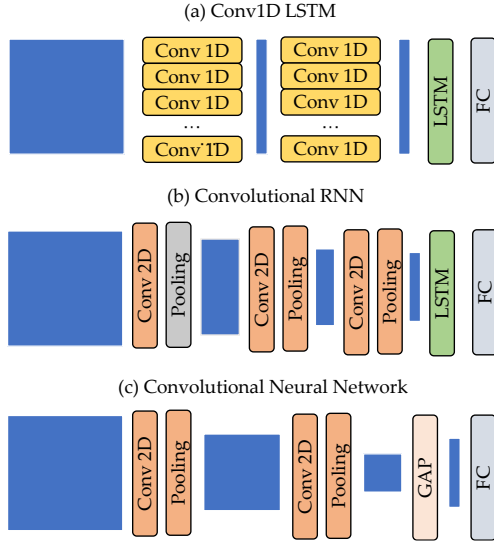 (a) Conv1D LSTM
Conv 1D
Conv 1D
Conv 1D
...
Conv 1D
Conv 1D
Conv 1D
Conv 1D
...
Conv 1D
LSTM
FC
(b) Convolutional RNN
Conv 2D
Pooling
Conv 2D
Pooling
Conv 2D
Pooling
LSTM
FC
(c) Convolutional Neural Network
Conv 2D
Pooling
Conv 2D
Pooling
GAP
FC